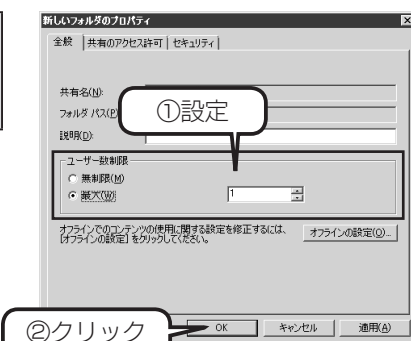 新しいフォルダのプロパティ
全般 共有のアクセス許可 セキュリティ
共有名(N):
フォルダ パス(P)
①設定
説明(D):
ユーザー数制限
無制限(M)
最大(W) 1
オフラインでのコンテンツの使用に関する設定を修正するには、
[オフラインの設定] をクリックしてください。
オフラインの設定(O)...
②クリック
OK キャンセル 適用(A)